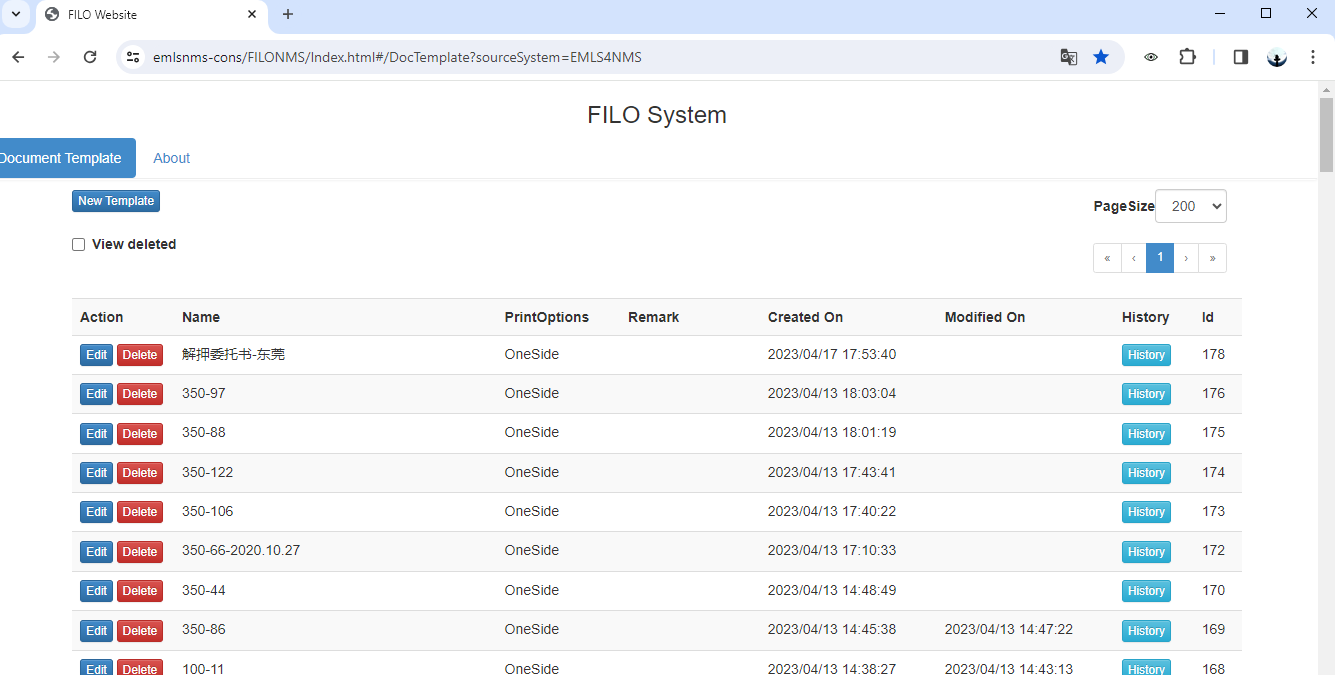 FILO Website
emlsnms-cons/FILONMS/Index.html#/DocTemplate?sourceSystem=EMLS4NMS
FILO System
Document Template About
New Template PageSize 200
View deleted
« ‹ 1 › »
Action Name PrintOptions Remark Created On Modified On History Id
Edit Delete 解押委托书-东莞 OneSide 2023/04/17 17:53:40 History 178
Edit Delete 350-97 OneSide 2023/04/13 18:03:04 History 176
Edit Delete 350-88 OneSide 2023/04/13 18:01:19 History 175
Edit Delete 350-122 OneSide 2023/04/13 17:43:41 History 174
Edit Delete 350-106 OneSide 2023/04/13 17:40:22 History 173
Edit Delete 350-66-2020.10.27 OneSide 2023/04/13 17:10:33 History 172
Edit Delete 350-44 OneSide 2023/04/13 14:48:49 History 170
Edit Delete 350-86 OneSide 2023/04/13 14:45:38 2023/04/13 14:47:22 History 169
Edit Delete 100-11 OneSide 2023/04/13 14:38:27 2023/04/13 14:43:13 History 168